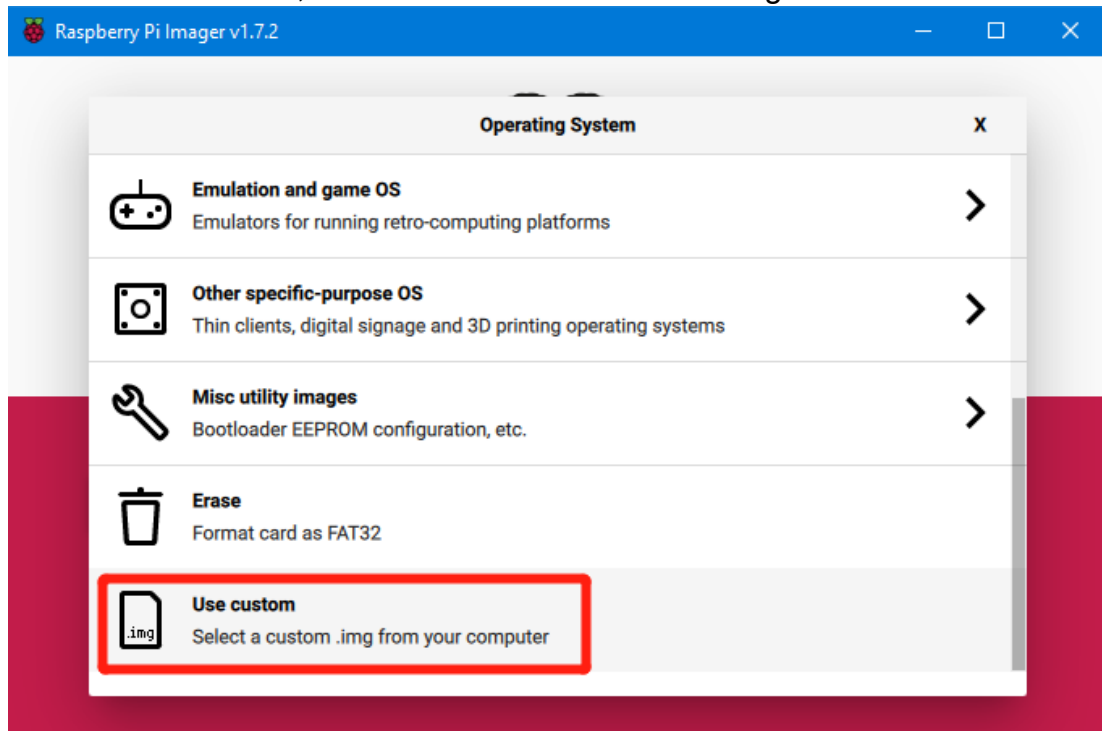 Raspberry Pi Imager v1.7.2
Operating System X
Emulation and game OS
Emulators for running retro-computing platforms
Other specific-purpose OS
Thin clients, digital signage and 3D printing operating systems
Misc utility images
Bootloader EEPROM configuration, etc.
Erase
Format card as FAT32
Use custom
.img
Select a custom .img from your computer